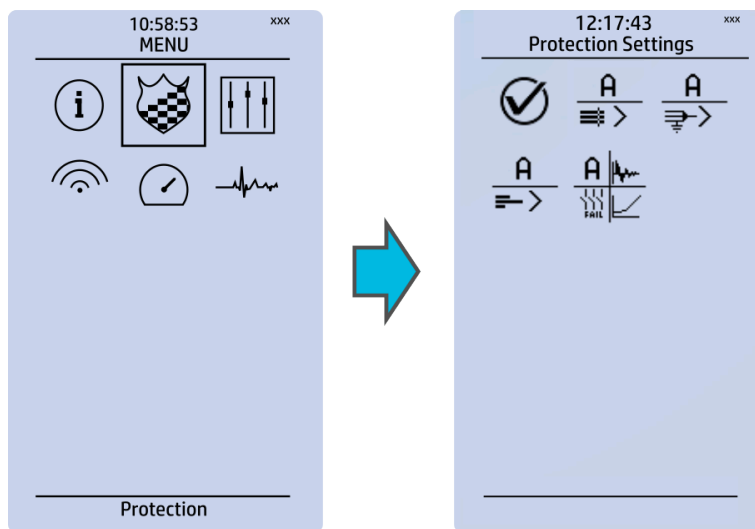 10:58:53
xxx
MENU
i
Protection
12:17:43
xxx
Protection Settings
A
A
A
A
FAIL